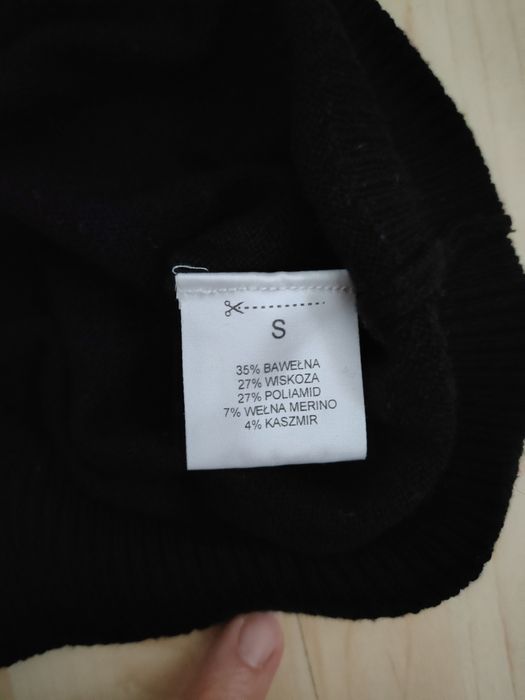 S
35% BAWEŁNA
27% WISKOZA
27% POLIAMID
7% WEŁNA MERINO
4% KASZMIR